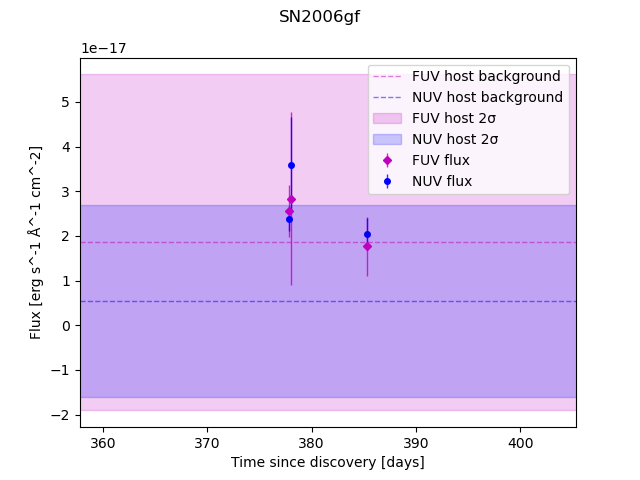 SN2006gf
1e−17
FUV host background
NUV host background
FUV host 2σ
NUV host 2σ
FUV flux
NUV flux
5
4
3
2
1
0
−1
−2
Flux [erg s^-1 Å^-1 cm^-2]
360 370 380 390 400
Time since discovery [days]